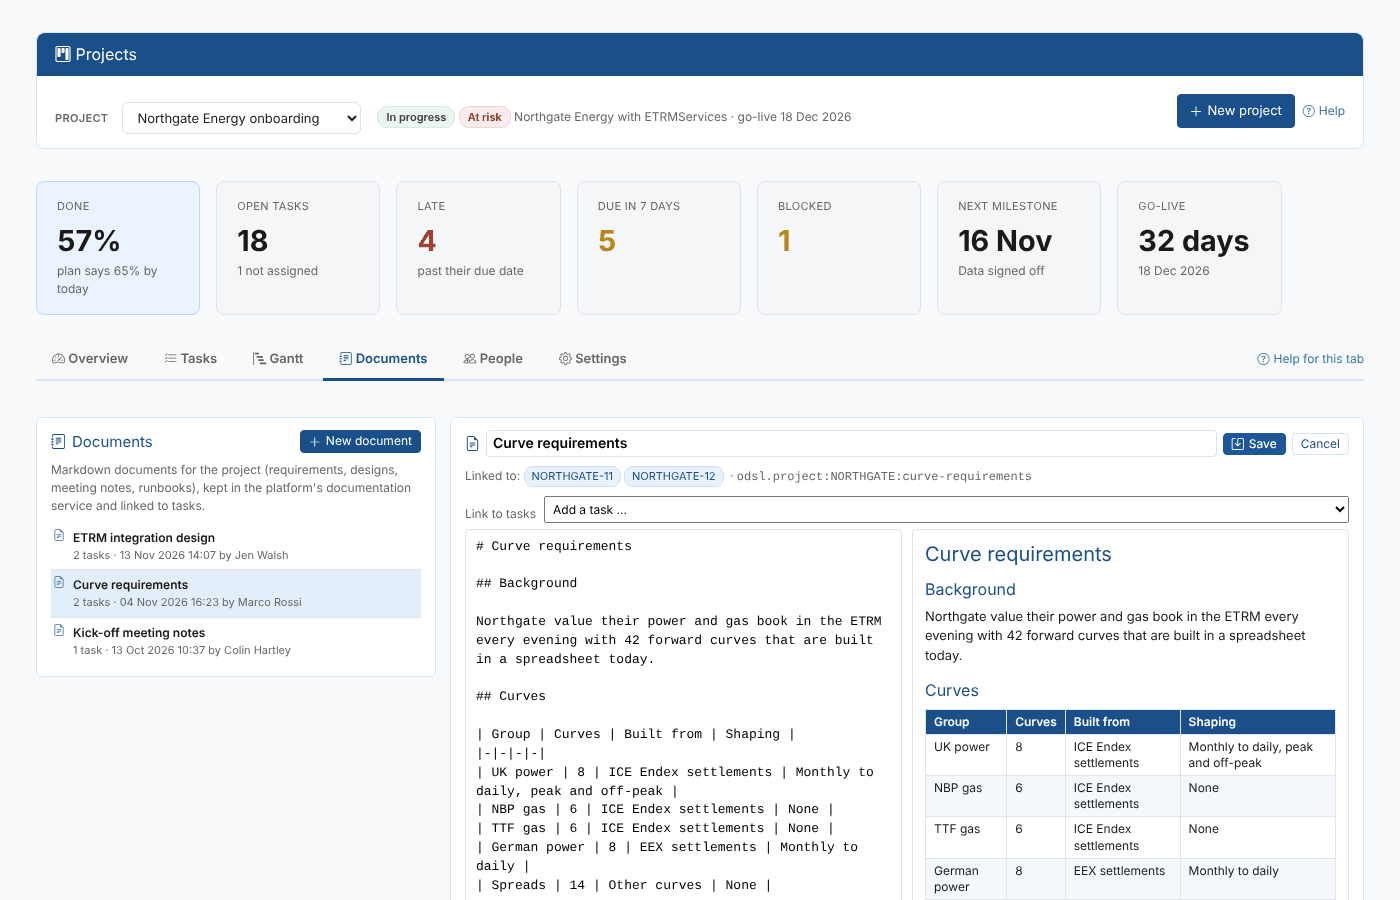 Projects
PROJECT
Northgate Energy onboarding
In progress
At risk
Northgate Energy with ETRMServices · go-live 18 Dec 2026
+ New project
Help
DONE
57%
plan says 65% by
today
OPEN TASKS
18
1 not assigned
LATE
4
past their due date
DUE IN 7 DAYS
5
BLOCKED
1
NEXT MILESTONE
16 Nov
Data signed off
GO-LIVE
32 days
18 Dec 2026
Overview
Tasks
Gantt
Documents
People
Settings
Help for this tab
Documents
+ New document
Markdown documents for the project (requirements, designs,
meeting notes, runbooks), kept in the platform's documentation
service and linked to tasks.
ETRM integration design
2 tasks · 13 Nov 2026 14:07 by Jen Walsh
Curve requirements
2 tasks · 04 Nov 2026 16:23 by Marco Rossi
Kick-off meeting notes
1 task · 13 Oct 2026 10:37 by Colin Hartley
Curve requirements
Save
Cancel
Linked to: NORTHGATE-11 NORTHGATE-12 · odsl.project:NORTHGATE:curve-requirements
Link to tasks
Add a task ...
# Curve requirements
## Background
Northgate value their power and gas book in the ETRM
every evening with 42 forward curves that are built
in a spreadsheet today.
## Curves
| Group | Curves | Built from | Shaping |
|-|-|-|-|
| UK power | 8 | ICE Endex settlements | Monthly to
daily, peak and off-peak |
| NBP gas | 6 | ICE Endex settlements | None |
| TTF gas | 6 | ICE Endex settlements | None |
| German power | 8 | EEX settlements | Monthly to
daily |
| Spreads | 14 | Other curves | None |
Curve requirements
Background
Northgate value their power and gas book in the ETRM every
evening with 42 forward curves that are built in a spreadsheet
today.
Curves
Group Curves Built from Shaping
UK power 8 ICE Endex settlements Monthly to daily, peak and off-peak
NBP gas 6 ICE Endex settlements None
TTF gas 6 ICE Endex settlements None
German power 8 EEX settlements Monthly to daily